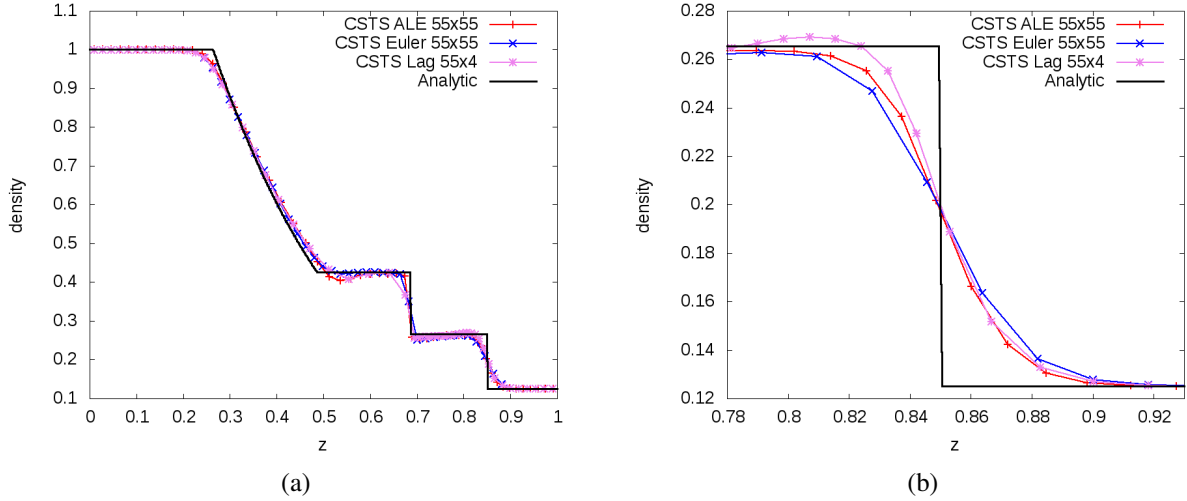 CSTS ALE 55x55
CSTS Euler 55x55
CSTS Lag 55x4
Analytic
density
1.1
1
0.9
0.8
0.7
0.6
0.5
0.4
0.3
0.2
0.1
0 0.1 0.2 0.3 0.4 0.5 0.6 0.7 0.8 0.9 1
z
(a)
CSTS ALE 55x55
CSTS Euler 55x55
CSTS Lag 55x4
Analytic
density
0.28
0.26
0.24
0.22
0.2
0.18
0.16
0.14
0.12
0.78 0.8 0.82 0.84 0.86 0.88 0.9 0.92
z
(b)